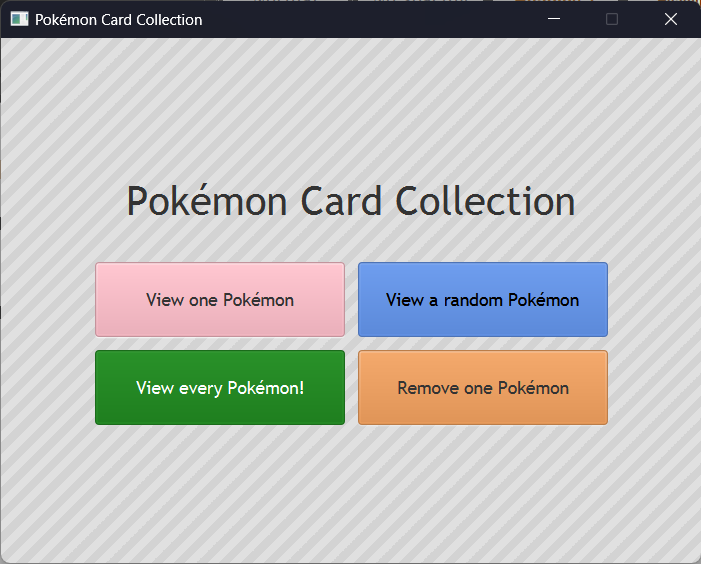 Pokémon Card Collection
Pokémon Card Collection
View one Pokémon
View a random Pokémon
View every Pokémon!
Remove one Pokémon